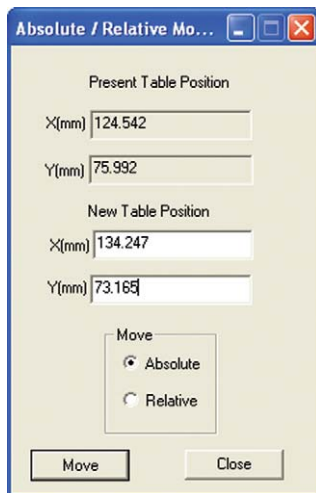 Absolute / Relative Mo...
Present Table Position
X(mm) 124.542
Y(mm) 75.992
New Table Position
X(mm) 134.247
Y(mm) 73.165
Move
Absolute
Relative
Move Close